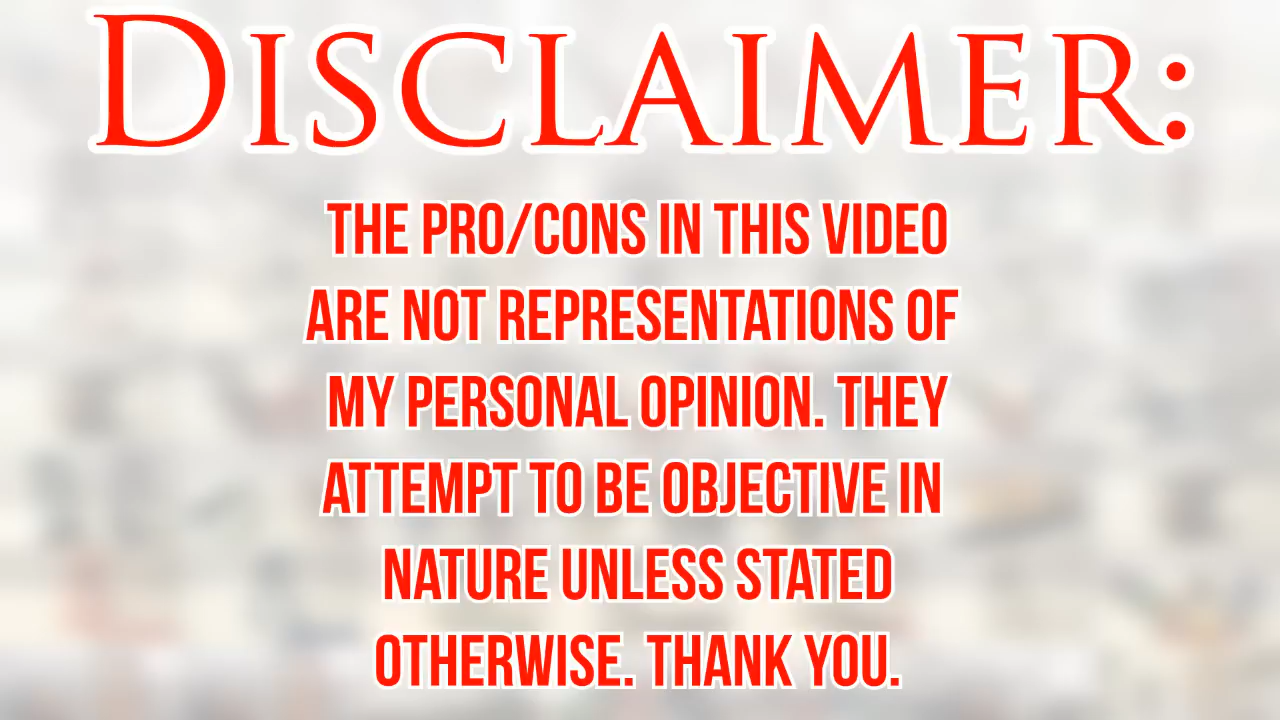 DISCLAIMER:
THE PRO/CONS IN THIS VIDEO
ARE NOT REPRESENTATIONS OF
MY PERSONAL OPINION. THEY
ATTEMPT TO BE OBJECTIVE IN
NATURE UNLESS STATED
OTHERWISE. THANK YOU.